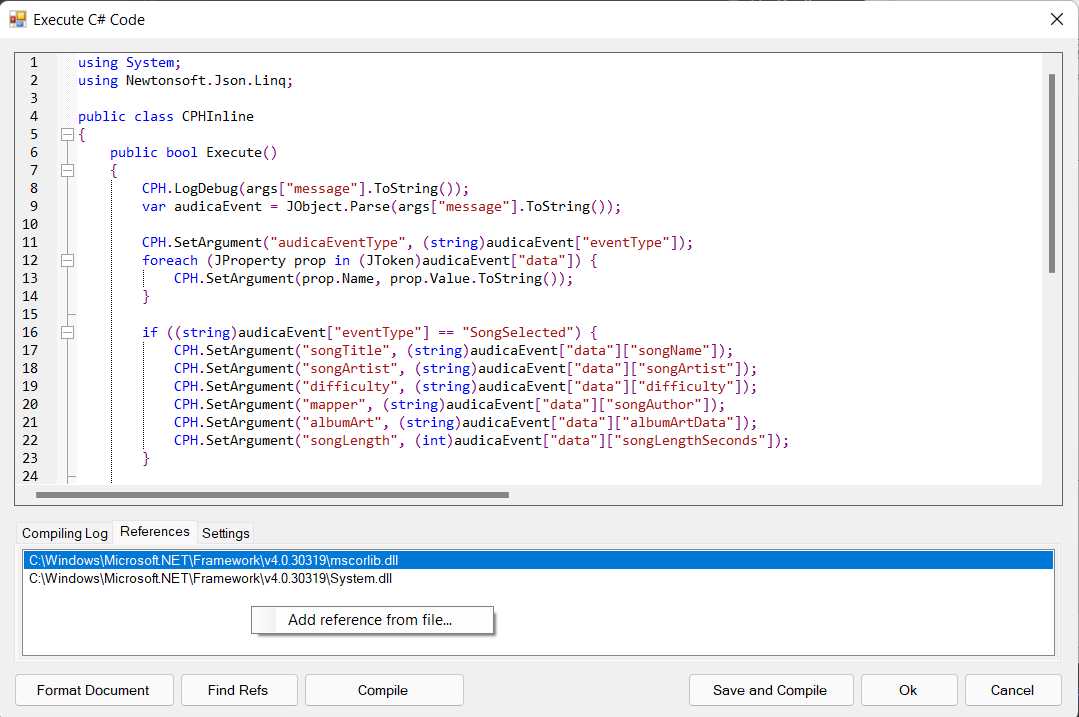 Execute C# Code
1 using System;
2 using Newtonsoft.Json.Linq;
3
4 public class CPHInline
5 {
6 public bool Execute()
7 {
8 CPH.LogDebug(args["message"].ToString());
9 var audicaEvent = JObject.Parse(args["message"].ToString());
10
11 CPH.SetArgument("audicaEventType", (string)audicaEvent["eventType"]);
12 foreach (JProperty prop in (JToken)audicaEvent["data"]) {
13 CPH.SetArgument(prop.Name, prop.Value.ToString());
14 }
15
16 if ((string)audicaEvent["eventType"] == "SongSelected") {
17 CPH.SetArgument("songTitle", (string)audicaEvent["data"]["songName"]);
18 CPH.SetArgument("songArtist", (string)audicaEvent["data"]["songArtist"]);
19 CPH.SetArgument("difficulty", (string)audicaEvent["data"]["difficulty"]);
20 CPH.SetArgument("mapper", (string)audicaEvent["data"]["songAuthor"]);
21 CPH.SetArgument("albumArt", (string)audicaEvent["data"]["albumArtData"]);
22 CPH.SetArgument("songLength", (int)audicaEvent["data"]["songLengthSeconds"]);
23 }
24
Compiling Log References Settings
C:\Windows\Microsoft.NET\Framework\v4.0.30319\mscorlib.dll
C:\Windows\Microsoft.NET\Framework\v4.0.30319\System.dll
Add reference from file...
Format Document Find Refs Compile Save and Compile Ok Cancel